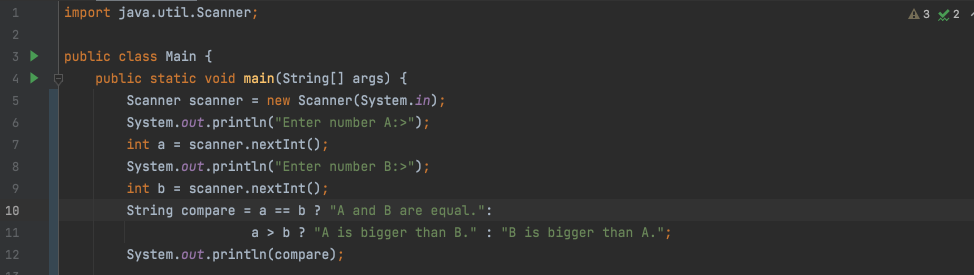 1 import java.util.Scanner; 3 2
2
3 public class Main {
4 public static void main(String[] args) {
5 Scanner scanner = new Scanner(System.in);
6 System.out.println("Enter number A:>");
7 int a = scanner.nextInt();
8 System.out.println("Enter number B:>");
9 int b = scanner.nextInt();
10 String compare = a == b ? "A and B are equal.":
11 a > b ? "A is bigger than B." : "B is bigger than A.";
12 System.out.println(compare);